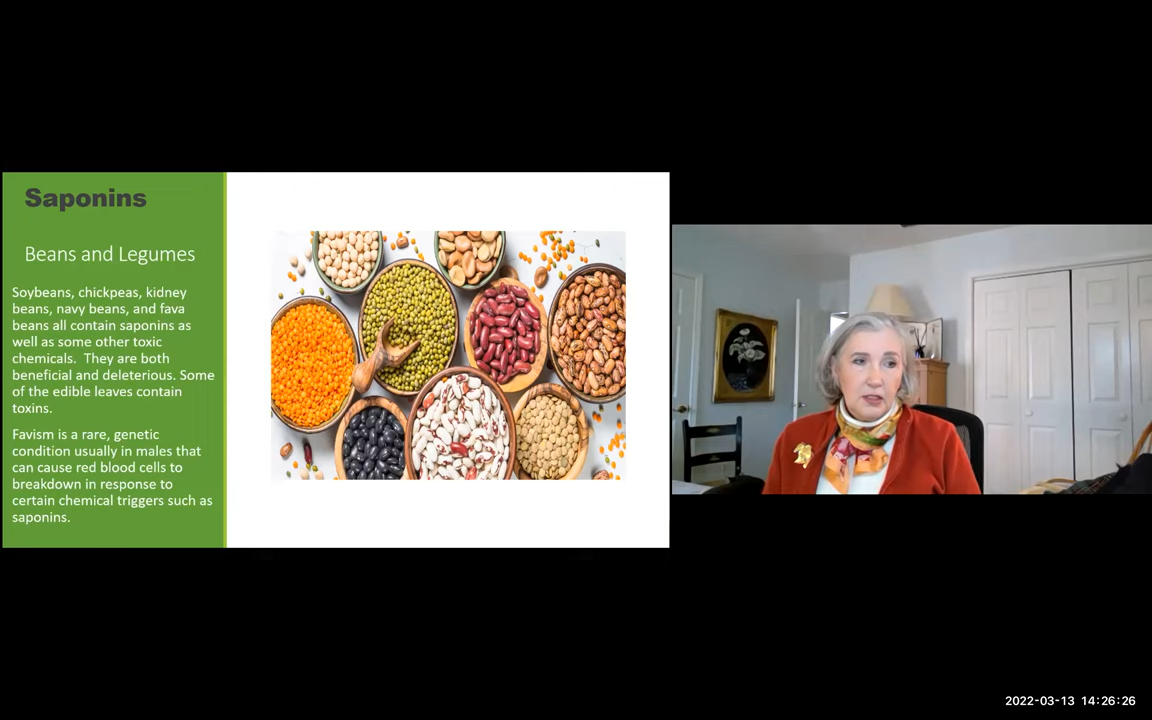 Saponins
Beans and Legumes
Soybeans, chickpeas, kidney
beans, navy beans, and fava
beans all contain saponins as
well as some other toxic
chemicals.  They are both
beneficial and deleterious. Some
of the edible leaves contain
toxins.
Favism is a rare, genetic
condition usually in males that
can cause red blood cells to
breakdown in response to
certain chemical triggers such as
saponins.
2022-03-13 14:26:26